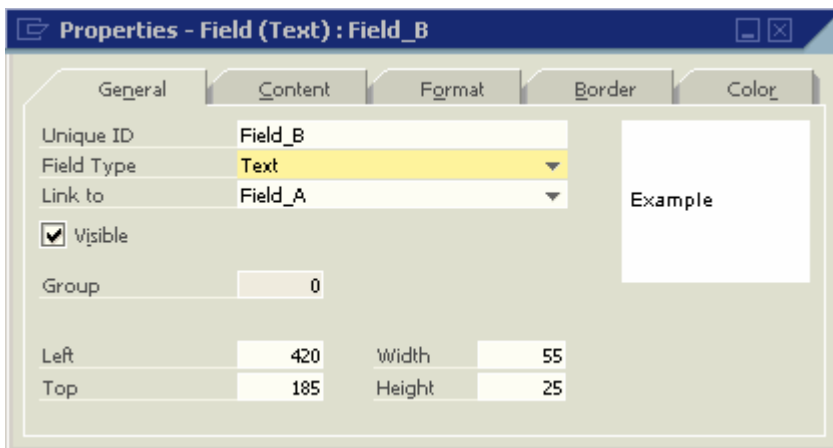 Properties - Field (Text) : Field_B
General Content Format Border Color
Unique ID Field_B
Field Type Text
Link to Field_A
Example
Visible
Group 0
Left 420 Width 55
Top 185 Height 25